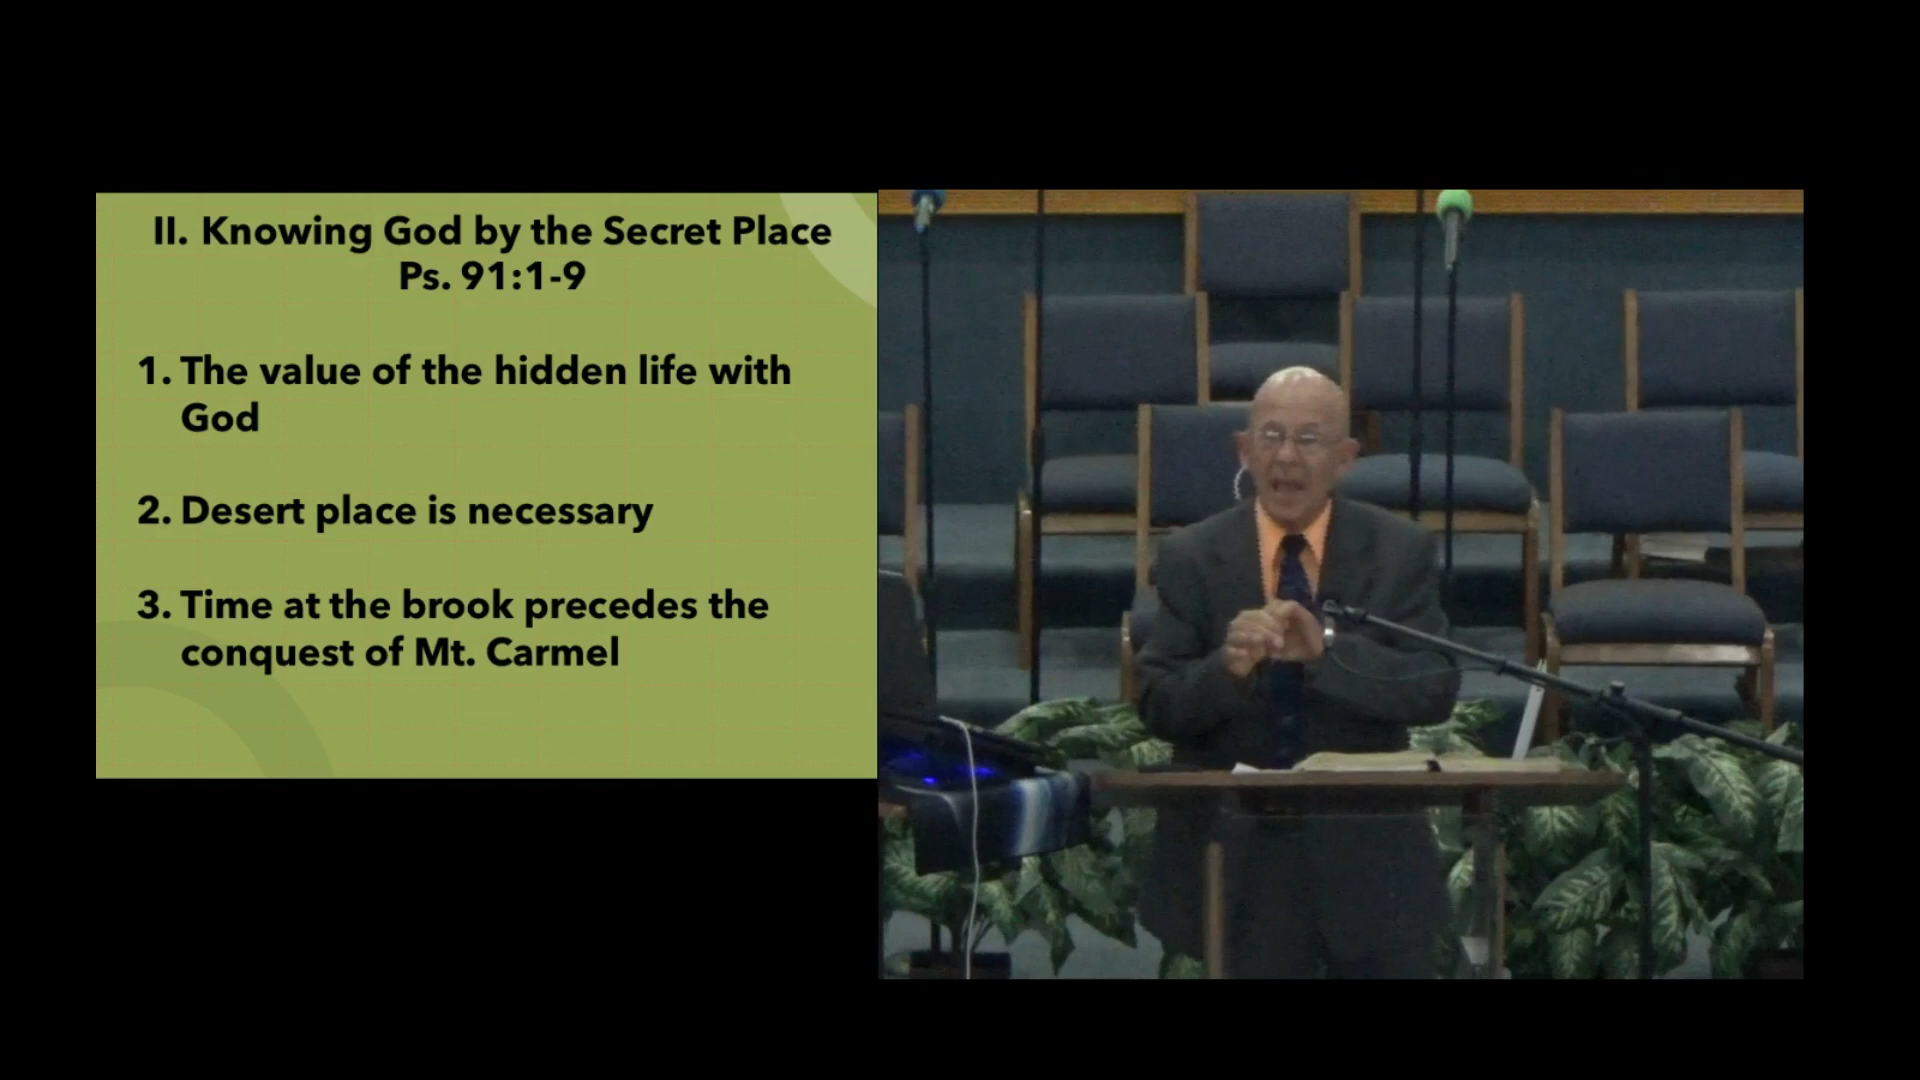 II. Knowing God by the Secret Place
Ps. 91:1-9
1. The value of the hidden life with
God
2. Desert place is necessary
3. Time at the brook precedes the
conquest of Mt. Carmel